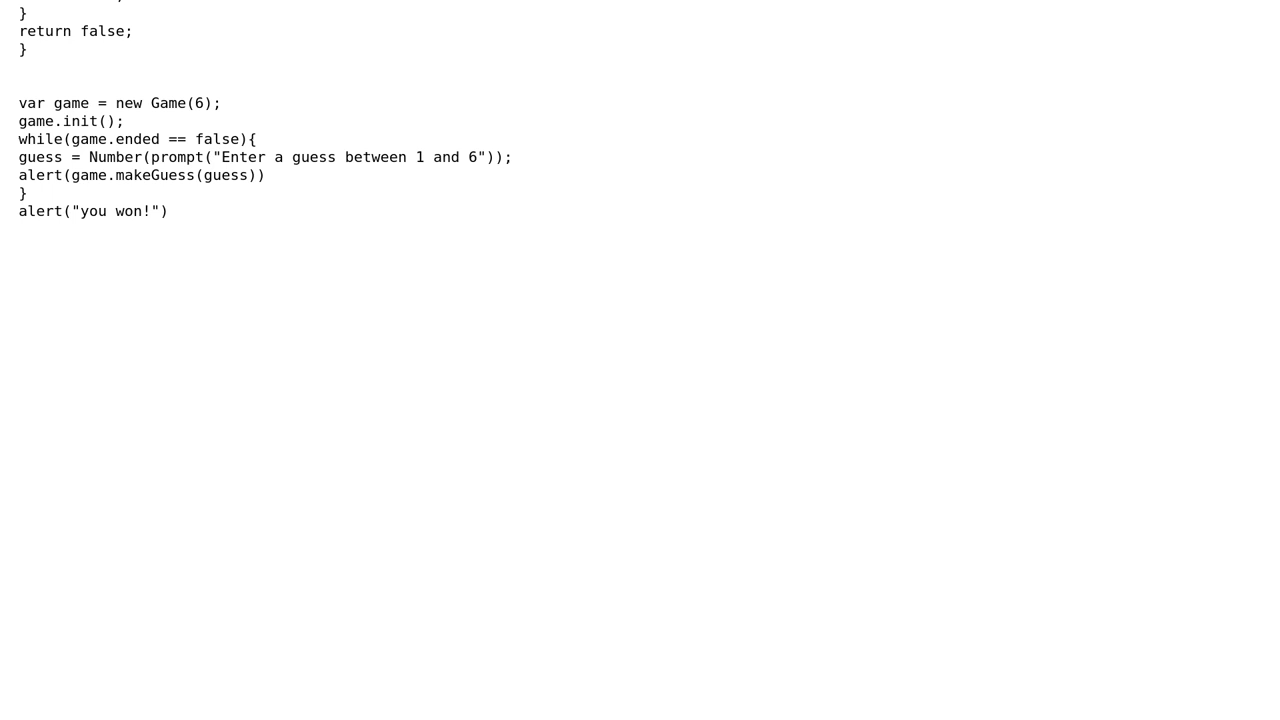 }
return false;
}
var game = new Game(6);
game.init();
while(game.ended == false){
guess = Number(prompt("Enter a guess between 1 and 6"));
alert(game.makeGuess(guess))
}
alert("you won!")